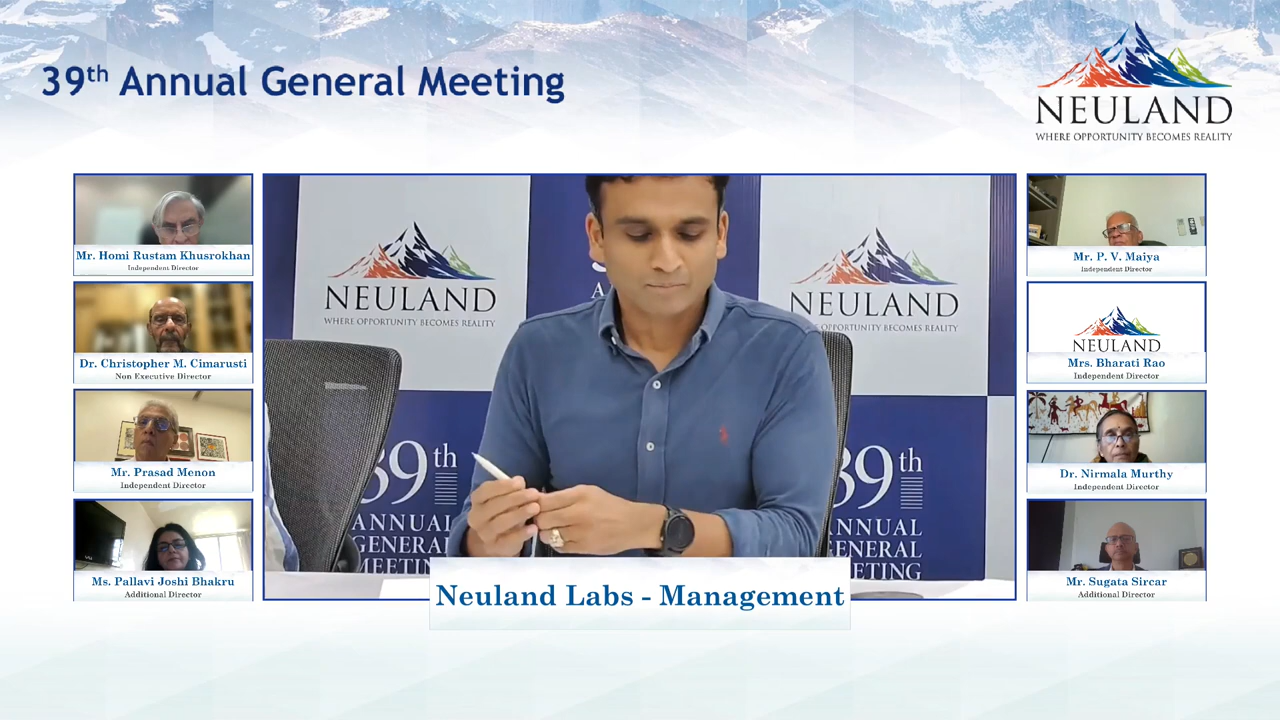 39th Annual General Meeting
NEULAND
WHERE OPPORTUNITY BECOMES REALITY
Mr. Homi Rustam Khusrokhan
Independent Director
Dr. Christopher M. Cimarusti
Non Executive Director
Mr. Prasad Menon
Independent Director
Ms. Pallavi Joshi Bhakru
Additional Director
NEULAND
WHERE OPPORTUNITY BECOMES REALITY
NEULAND
OPPORTUNITY BECOMES REALITY
39th
ANNUAL
GENERAL
MEETING
39th
ANNUAL
GENERAL
MEETING
Neuland Labs - Management
Mr. P. V. Maiya
Independent Director
NEULAND
Mrs. Bharati Rao
Independent Director
Dr. Nirmala Murthy
Independent Director
Mr. Sugata Sircar
Additional Director